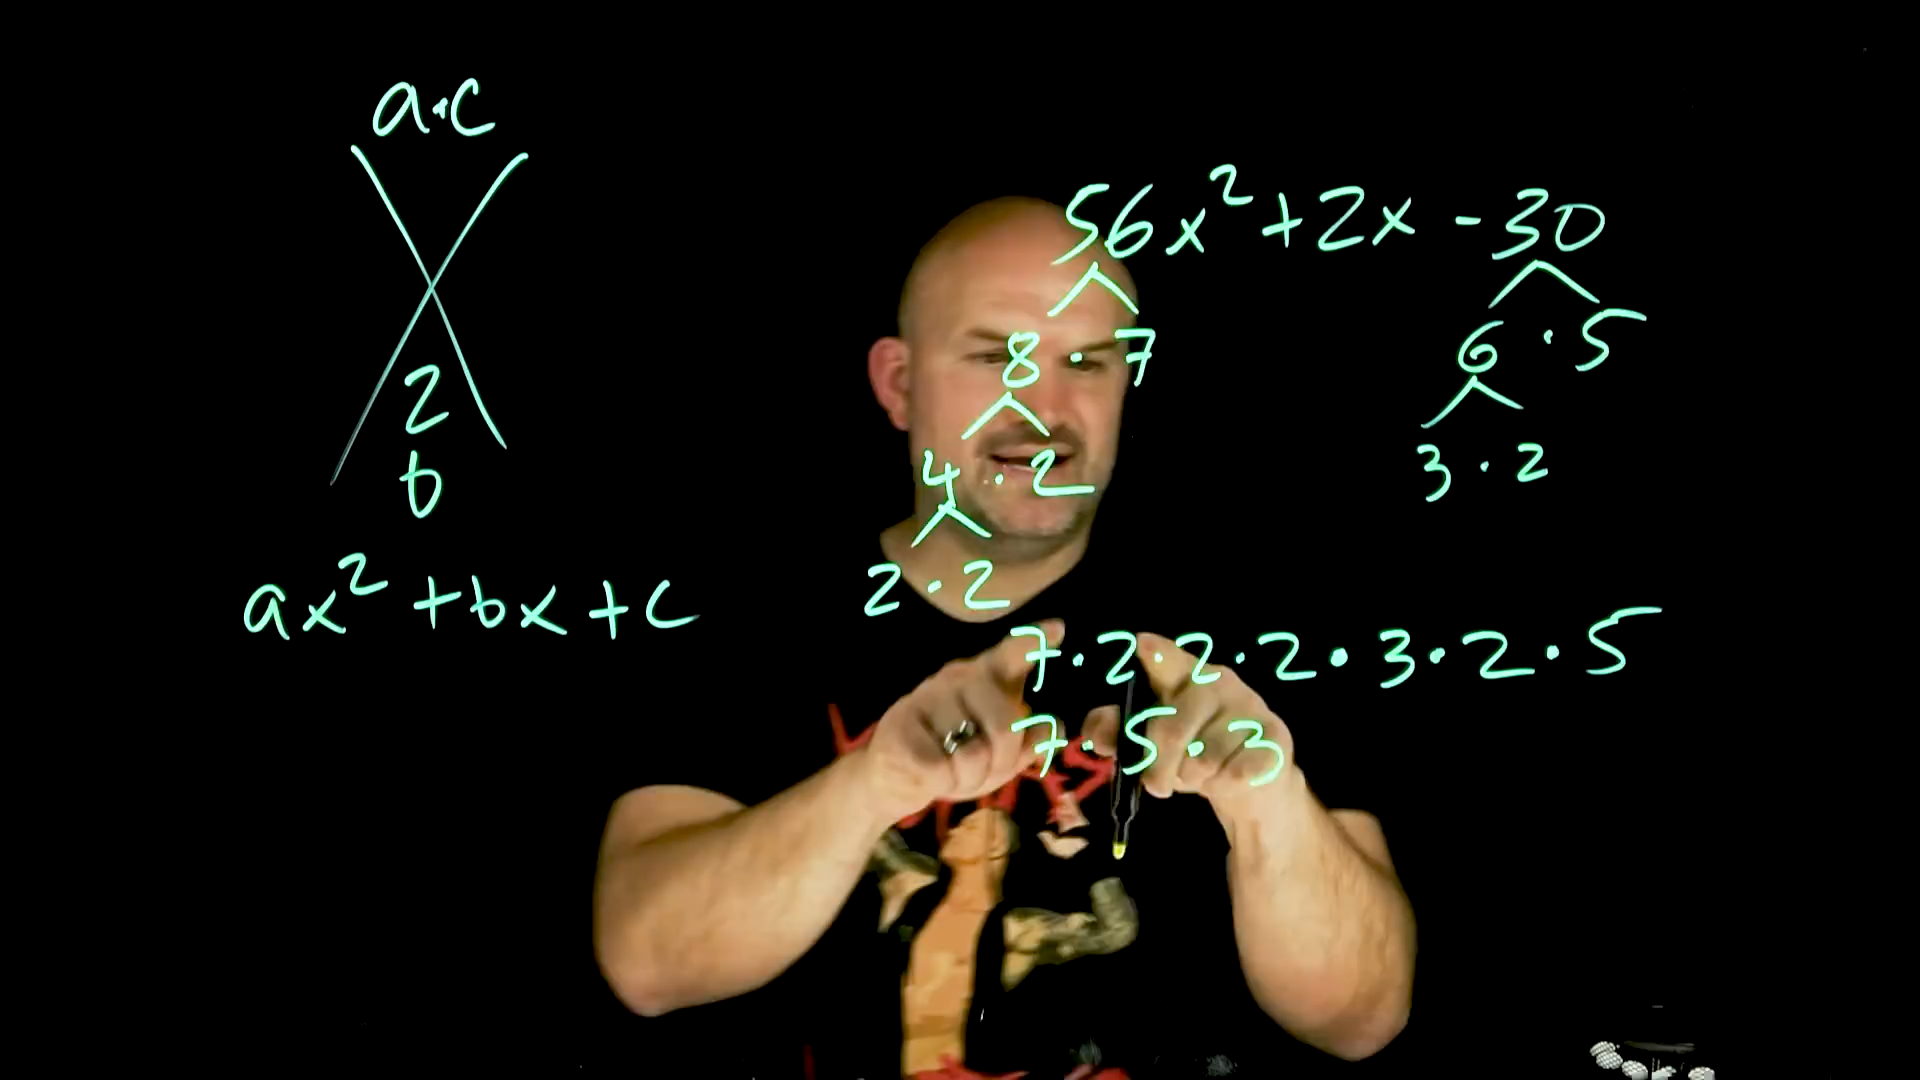 a·c
2
b
ax² + bx + c
56x² + 2x - 30
8 · 7
6 · 5
4 · 2
3 · 2
2 · 2
7 · 2 · 2 · 2 · 3 · 2 · 5
7 · 5 · 3